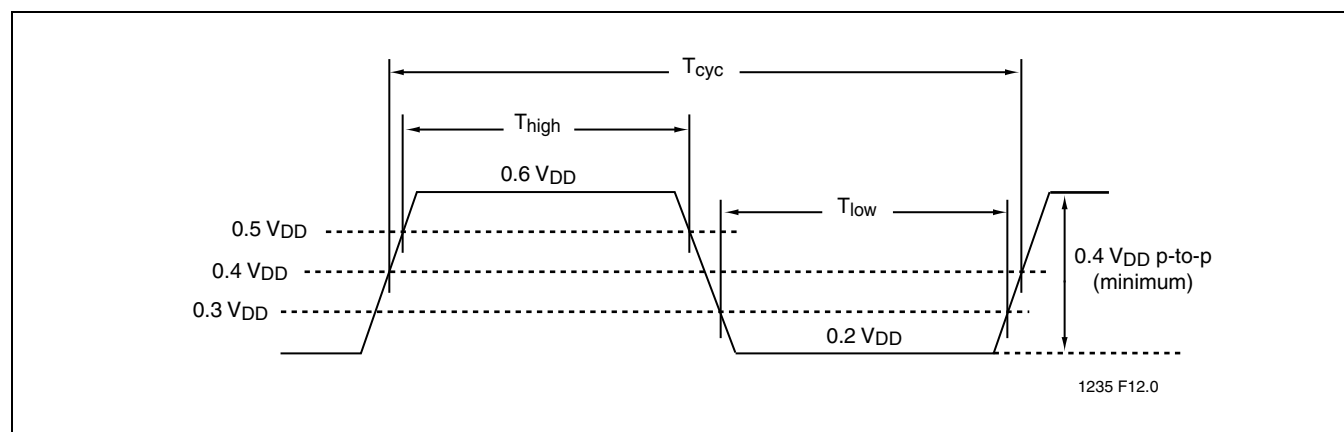 Tcyc
Thigh
0.6 VDD
Tlow
0.5 VDD
0.4 VDD
0.4 VDD p-to-p
(minimum)
0.3 VDD
0.2 VDD
1235 F12.0